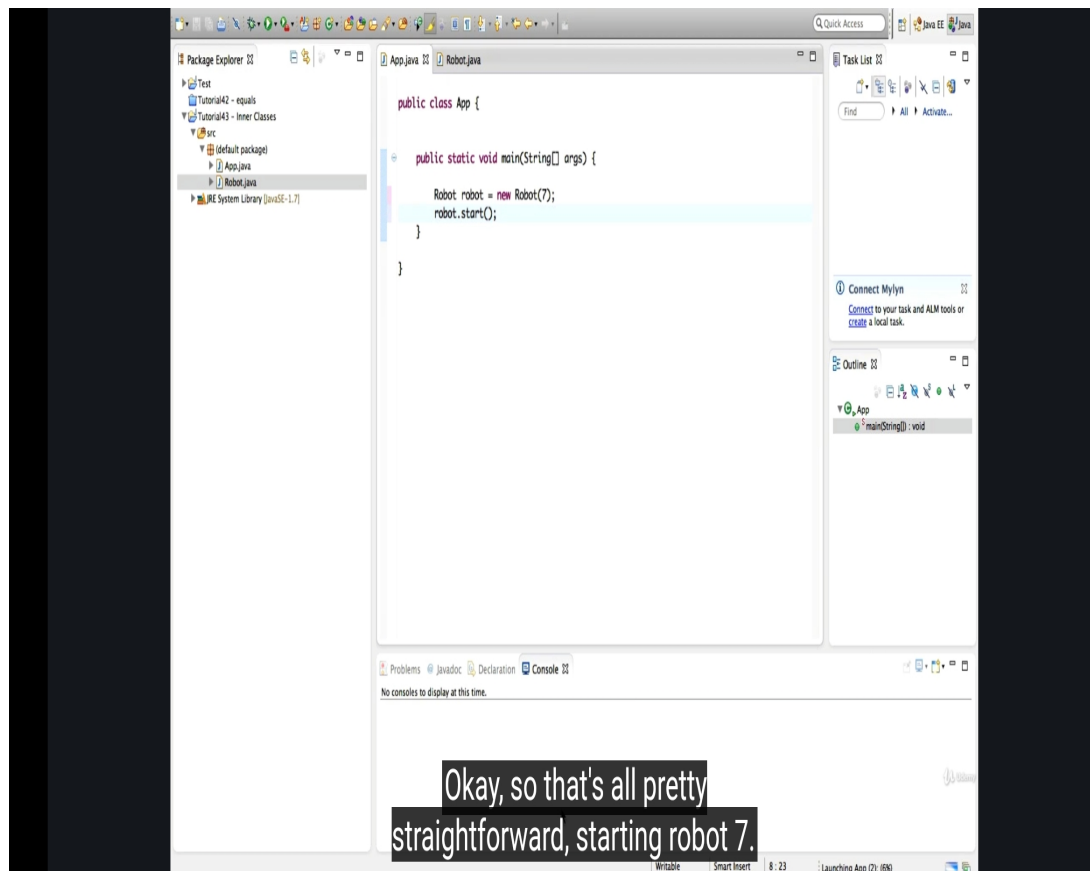 Quick Access
Java EE
Java
Package Explorer
Test
Tutorial42 - equals
Tutorial43 - Inner Classes
src
(default package)
App.java
Robot.java
JRE System Library [JavaSE-1.7]
App.java
Robot.java
public class App {
public static void main(String[] args) {
Robot robot = new Robot(7);
robot.start();
}
}
Task List
Find
All
Activate...
Connect Mylyn
Connect to your task and ALM tools or
create a local task.
Outline
App
main(String[]) : void
Problems
Javadoc
Declaration
Console
No consoles to display at this time.
Okay, so that's all pretty
straightforward, starting robot 7.
Writable
Smart Insert
8 : 23
Launching App (2): (6%)